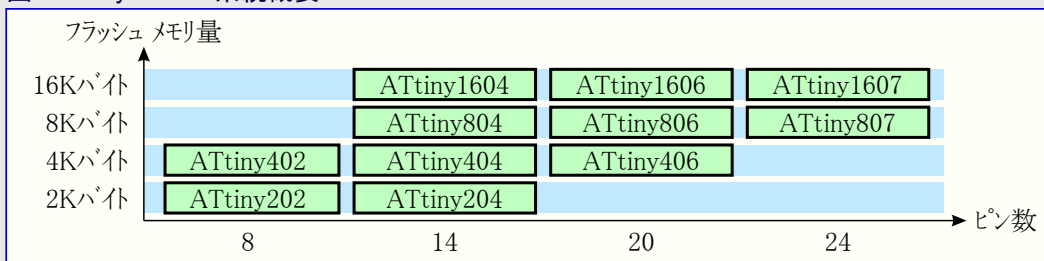 フラッシュ メモリ量
16Kバイト ATtiny1604 ATtiny1606 ATtiny1607
8Kバイト ATtiny804 ATtiny806 ATtiny807
4Kバイト ATtiny402 ATtiny404 ATtiny406
2Kバイト ATtiny202 ATtiny204
ピン数
8 14 20 24